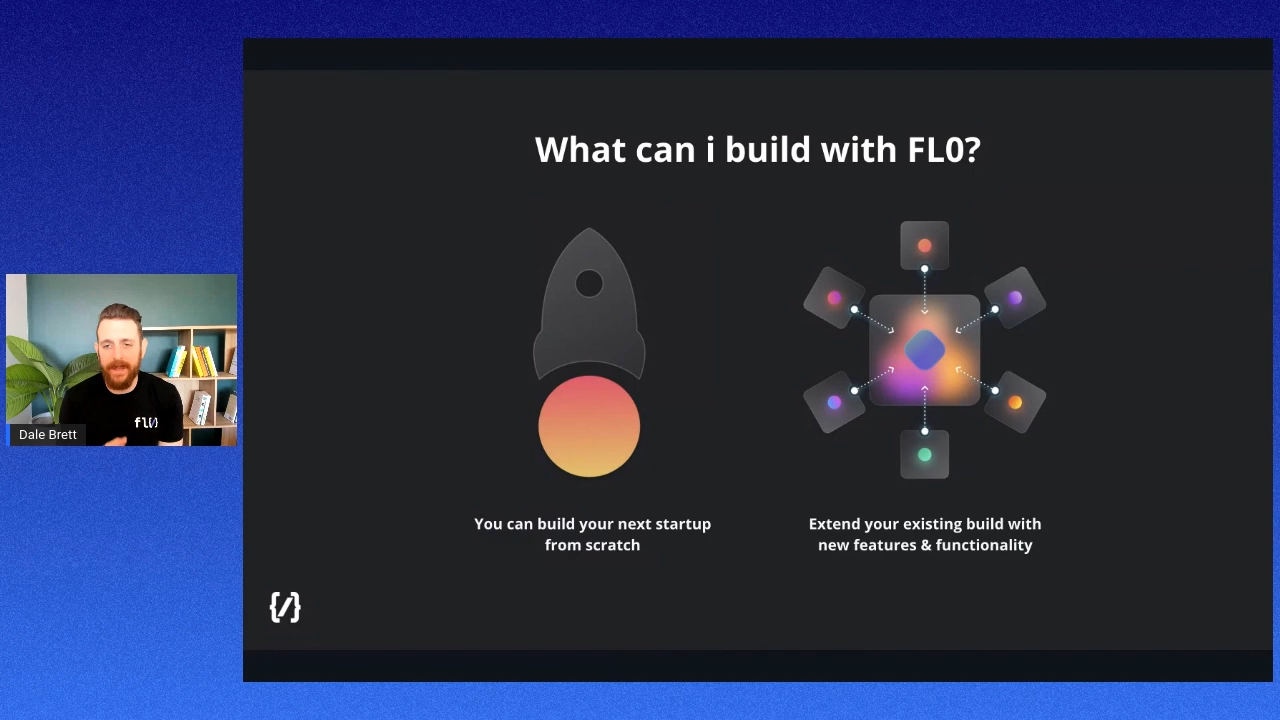 What can i build with FL0?
You can build your next startup
from scratch
Extend your existing build with
new features & functionality
fl0
Dale Brett
{/}